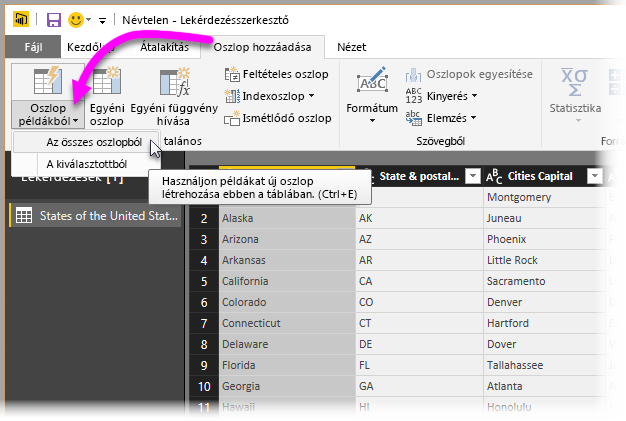 Névtelen - Lekérdezésszerkesztő
Fájl Kezdőlap Átalakítás Oszlop hozzáadása Nézet
Oszlop példákból
Egyéni oszlop
Egyéni függvény hívása
Feltételes oszlop
Indexoszlop
Ismétlődő oszlop
talános
Formátum
Oszlopok egyesítése
Kinyerés
Elemzés
Szövegből
Statisztika
Az összes oszlopból
A kiválasztottból
Lekérdezések [1]
Használjon példákat új oszlop
létrehozása ebben a táblában. (Ctrl+E)
States of the United Stat...
State & postal... Cities Capital
Montgomery
2 Alaska AK Juneau
3 Arizona AZ Phoenix
4 Arkansas AR Little Rock
5 California CA Sacramento
6 Colorado CO Denver
7 Connecticut CT Hartford
8 Delaware DE Dover
9 Florida FL Tallahassee
10 Georgia GA Atlanta
11 Hawaii HI Honolulu